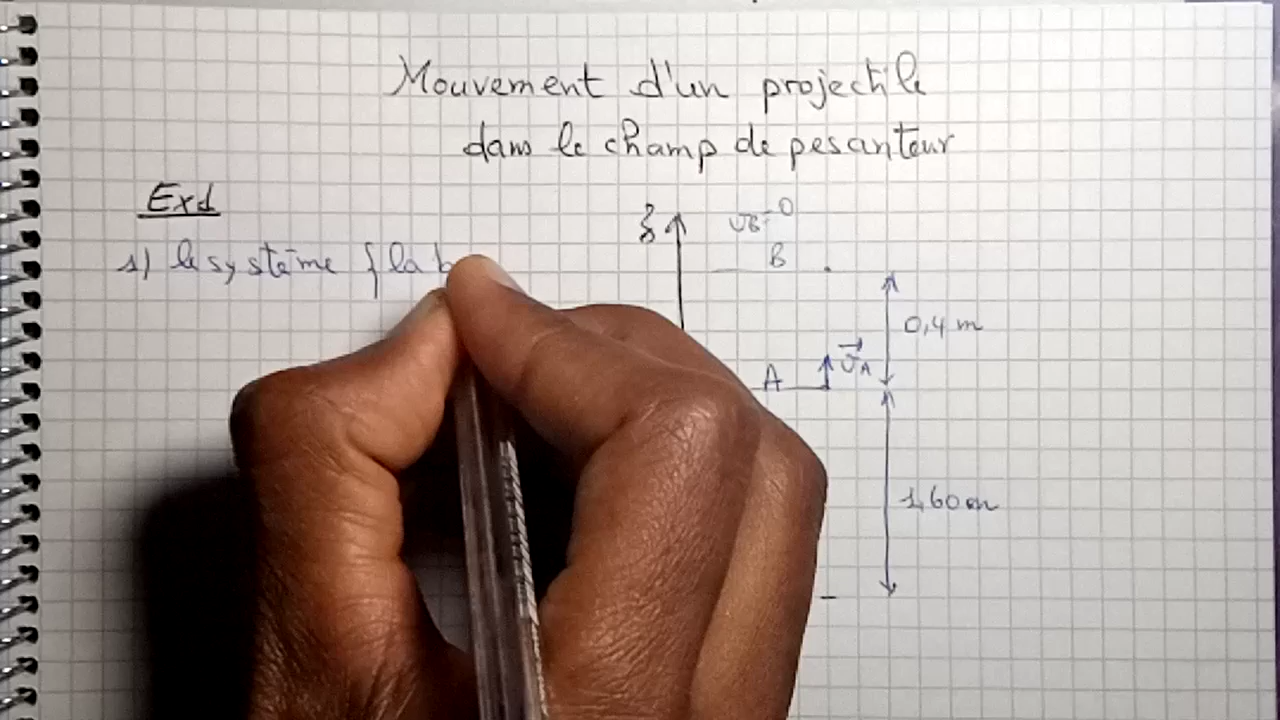 Mouvement d'un projectile
dans le champ de pesanteur
Ex1
1) le système { la b
z
vB=0
B
0,4 m
A
vA
1,60 m